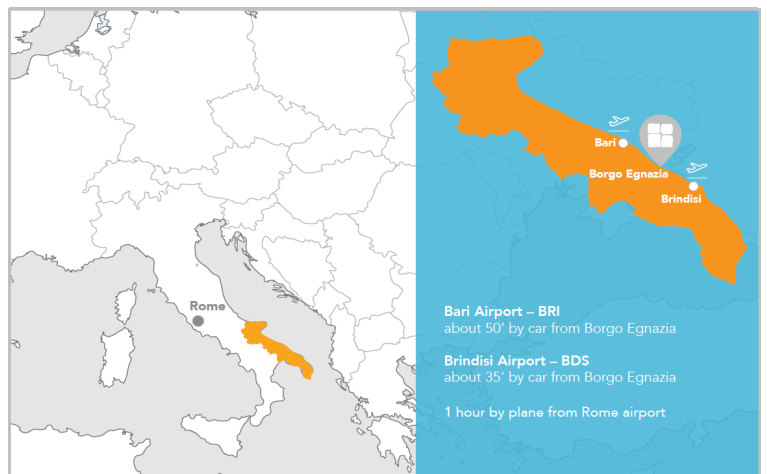 Rome
Bari
Borgo Egnazia
Brindisi
Bari Airport – BRI
about 50’ by car from Borgo Egnazia
Brindisi Airport – BDS
about 35’ by car from Borgo Egnazia
1 hour by plane from Rome airport